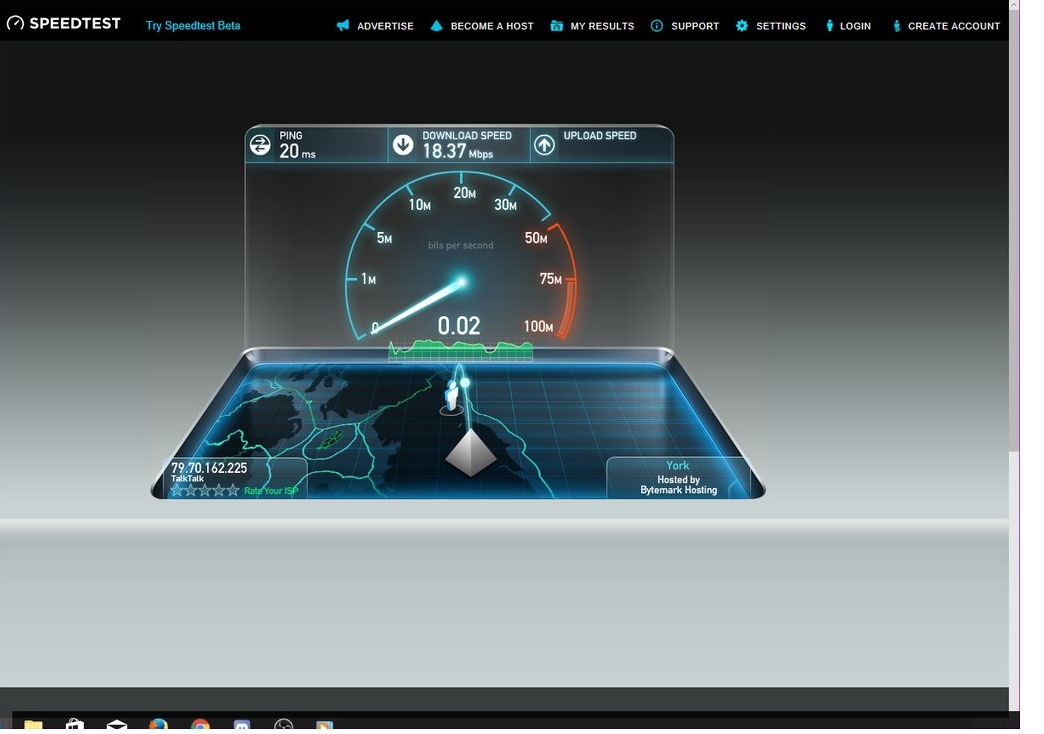 SPEEDTEST
Try Speedtest Beta
ADVERTISE
BECOME A HOST
MY RESULTS
SUPPORT
SETTINGS
LOGIN
CREATE ACCOUNT
PING
20 ms
DOWNLOAD SPEED
18.37 Mbps
UPLOAD SPEED
20M
10M
30M
5M
50M
bits per second
1M
75M
0
0.02
100M
79.70.162.225
TalkTalk
Rate Your ISP
York
Hosted by
Bytemark Hosting